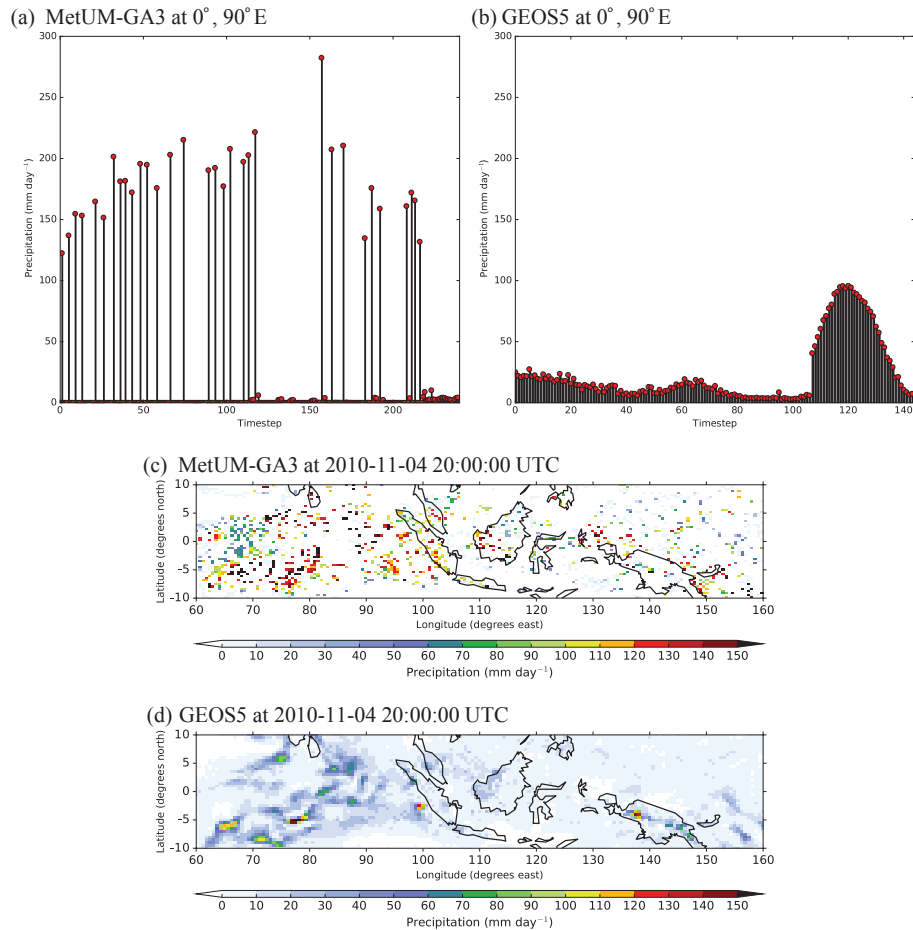 (a) MetUM-GA3 at 0°, 90°E
300
250
200
150
100
50
0
Precipitation (mm day⁻¹)
0 50 100 150 200
Timestep
(b) GEOS5 at 0°, 90°E
300
250
200
150
100
50
0
Precipitation (mm day⁻¹)
0 20 40 60 80 100 120 140
Timestep
(c) MetUM-GA3 at 2010-11-04 20:00:00 UTC
10
5
0
−5
−10
Latitude (degrees north)
60 70 80 90 100 110 120 130 140 150 160
Longitude (degrees east)
0 10 20 30 40 50 60 70 80 90 100 110 120 130 140 150
Precipitation (mm day⁻¹)
(d) GEOS5 at 2010-11-04 20:00:00 UTC
10
5
0
−5
−10
Latitude (degrees north)
60 70 80 90 100 110 120 130 140 150 160
Longitude (degrees east)
0 10 20 30 40 50 60 70 80 90 100 110 120 130 140 150
Precipitation (mm day⁻¹)